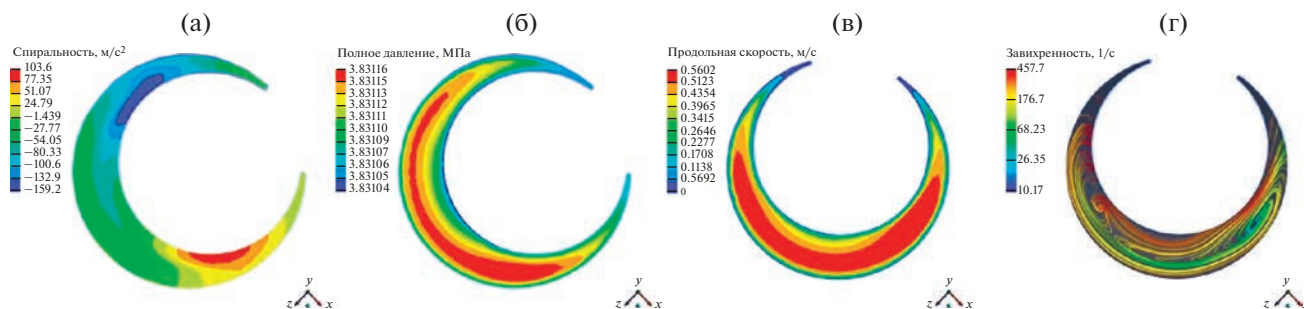 (а)
(б)
(в)
(г)
Спиральность, м/с²
103.6
77.35
51.07
24.79
−1.439
−27.77
−54.05
−80.33
−100.6
−132.9
−159.2
y
z
x
Полное давление, МПа
3.83116
3.83115
3.83113
3.83112
3.83111
3.83110
3.83109
3.83107
3.83106
3.83105
3.83104
y
z
x
Продольная скорость, м/с
0.5602
0.5123
0.4354
0.3965
0.3415
0.2646
0.2277
0.1708
0.1138
0.5692
0
y
z
x
Завихренность, 1/с
457.7
176.7
68.23
26.35
10.17
y
z
x